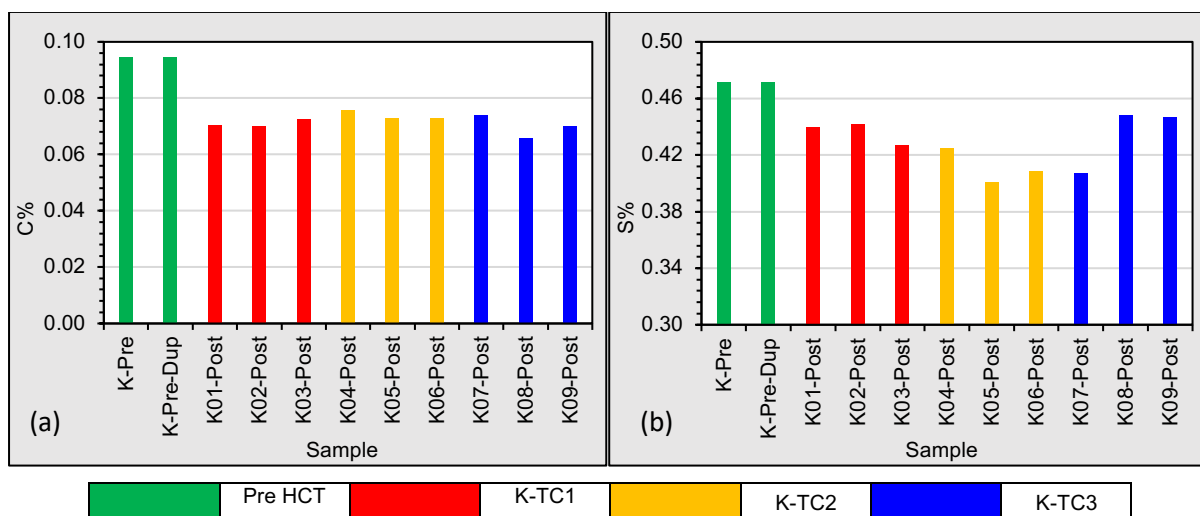 0.10
0.08
0.06
0.04
0.02
0.00
C%
K-Pre
K-Pre-Dup
K01-Post
K02-Post
K03-Post
K04-Post
K05-Post
K06-Post
K07-Post
K08-Post
K09-Post
(a)
Sample
0.50
0.46
0.42
0.38
0.34
0.30
S%
K-Pre
K-Pre-Dup
K01-Post
K02-Post
K03-Post
K04-Post
K05-Post
K06-Post
K07-Post
K08-Post
K09-Post
(b)
Sample
Pre HCT K-TC1 K-TC2 K-TC3